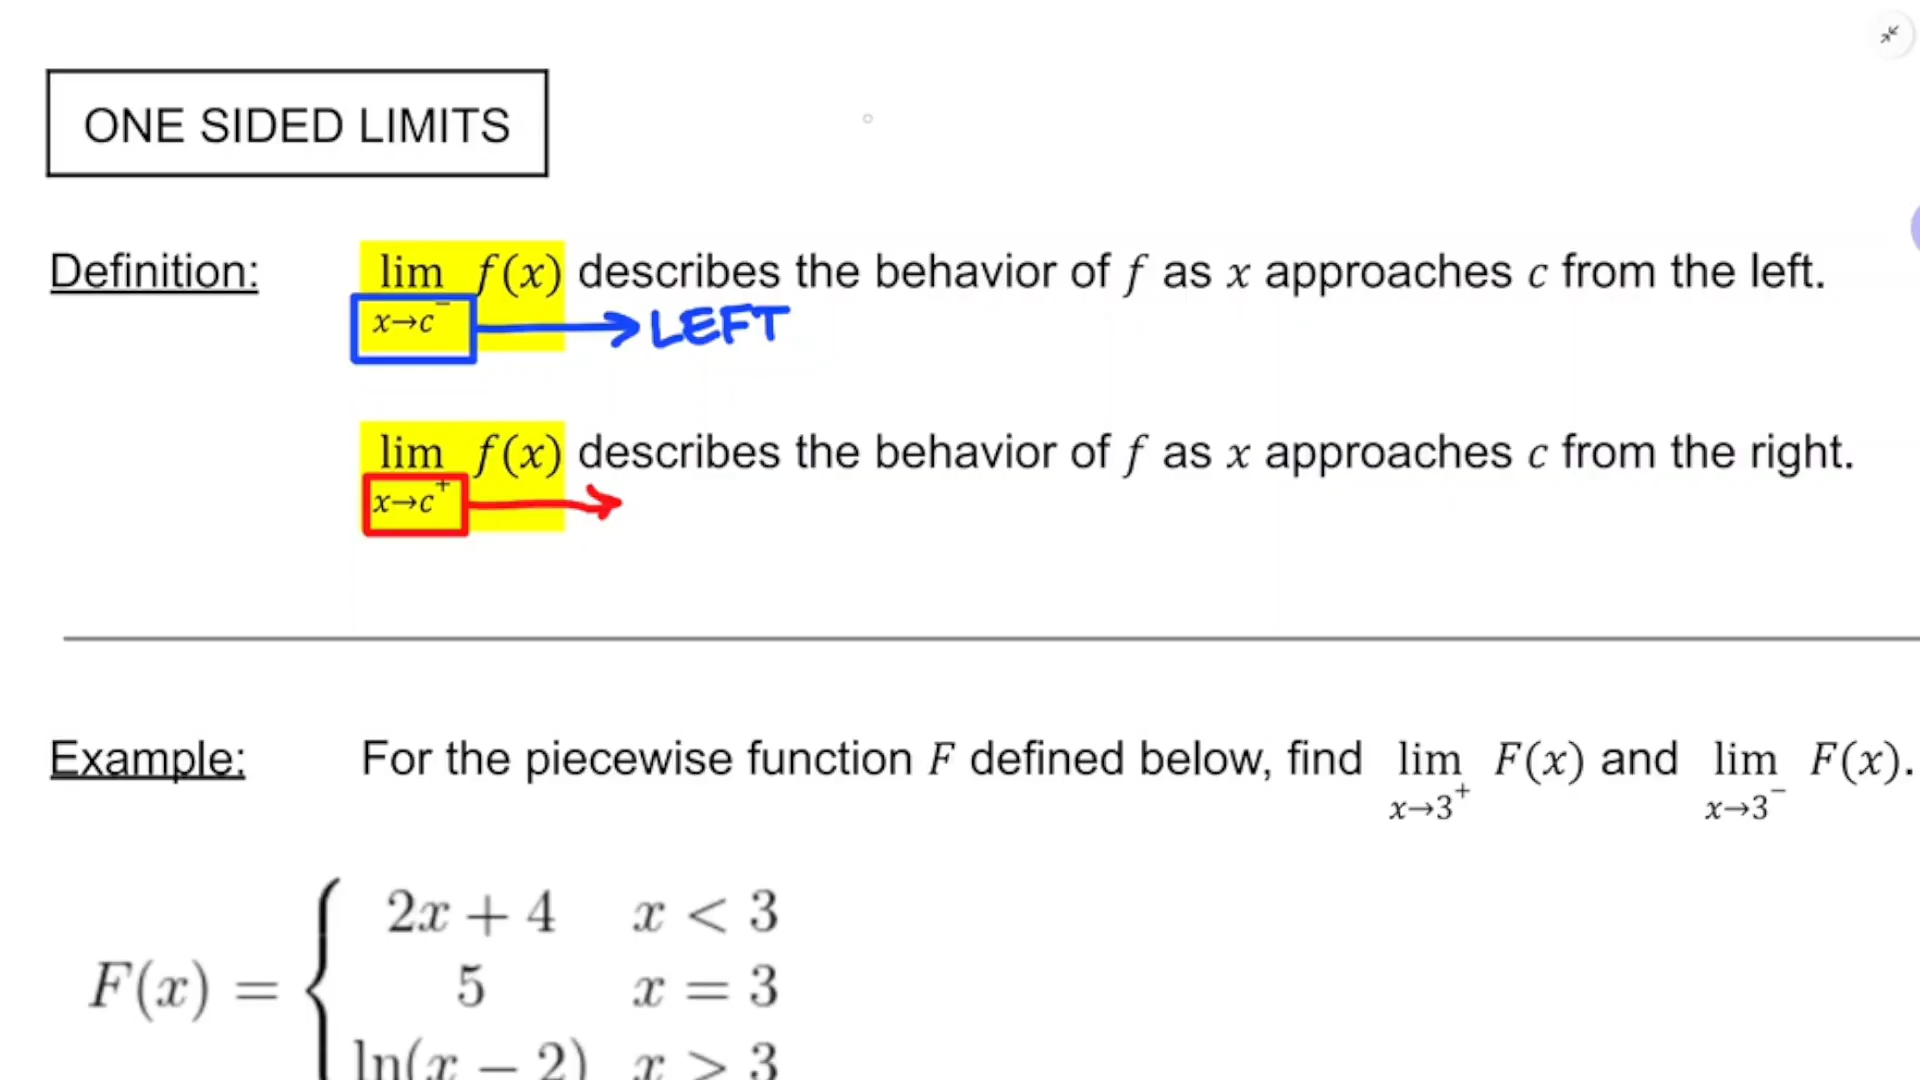 ONE SIDED LIMITS
Definition: lim f(x) describes the behavior of f as x approaches c from the left.
x→c⁻ LEFT
lim f(x) describes the behavior of f as x approaches c from the right.
x→c⁺
Example: For the piecewise function F defined below, find lim F(x) and lim F(x).
x→3⁺ x→3⁻
2x + 4 x < 3
F(x) = { 5 x = 3
ln(x − 2) x > 3